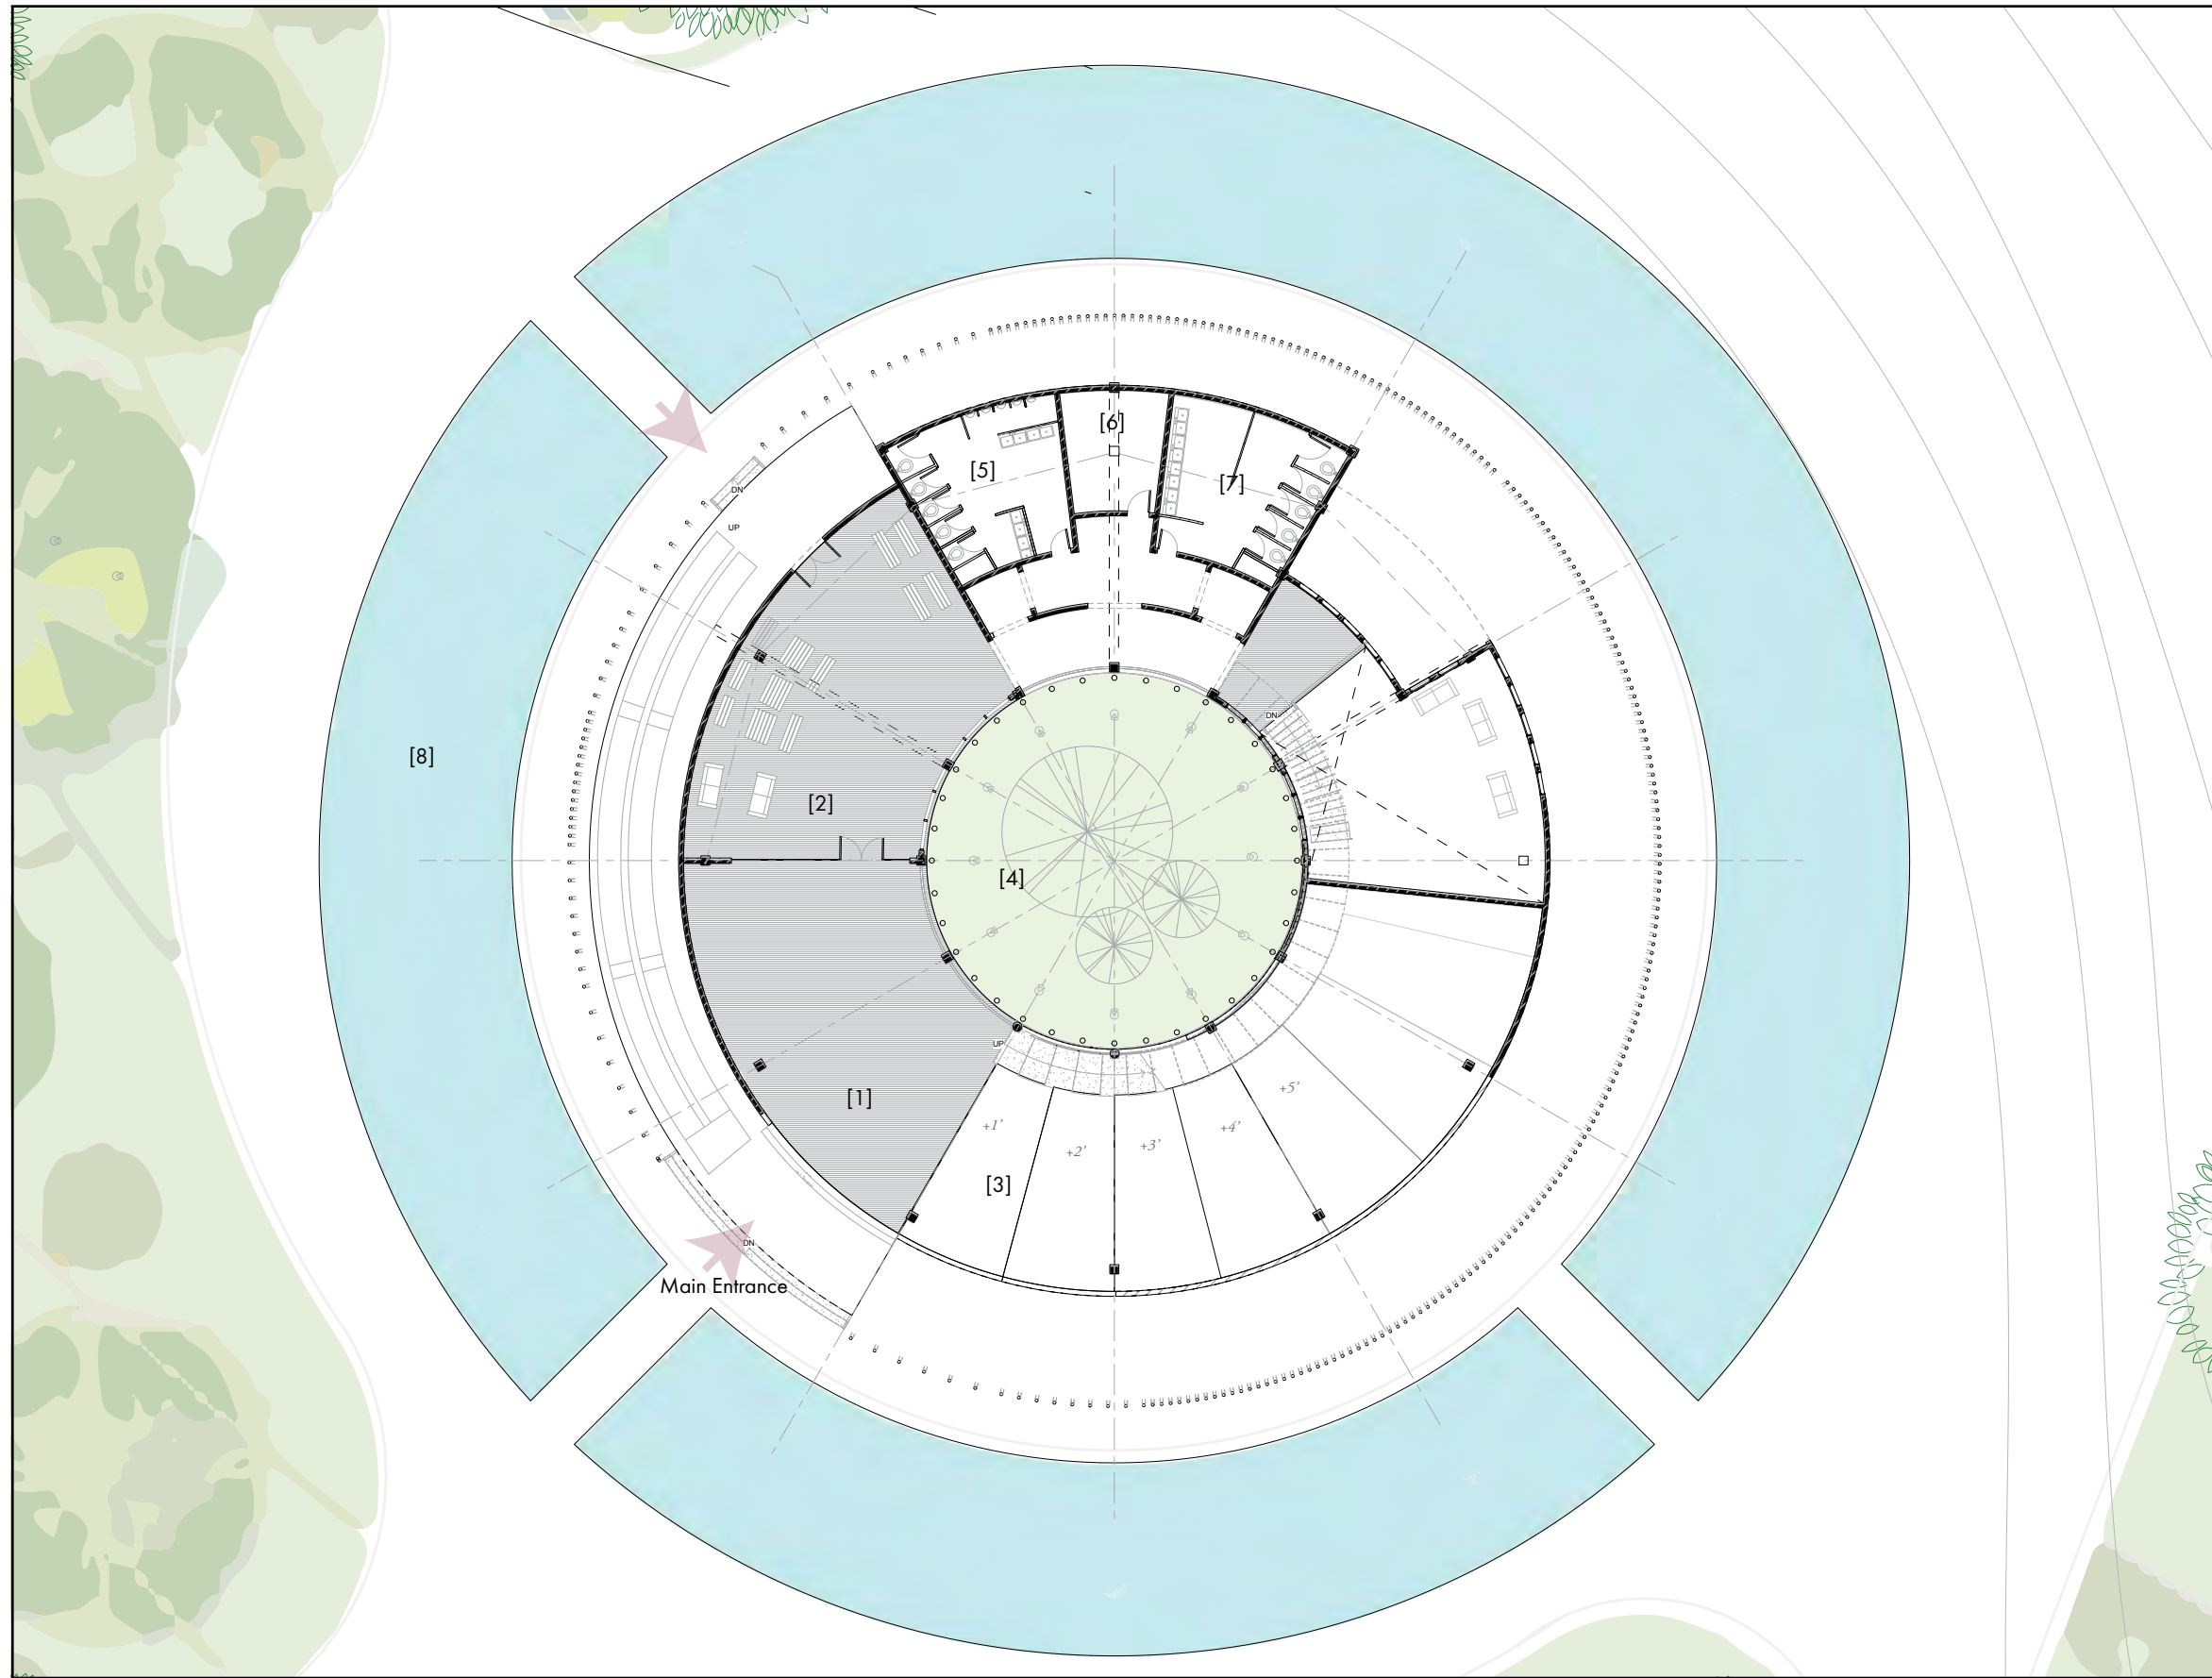 [6]
[5]
[7]
DN
UP
DN
[8]
[2]
[4]
UP
+5'
[1]
+1'
+4'
+3'
+2'
[3]
DN
Main Entrance